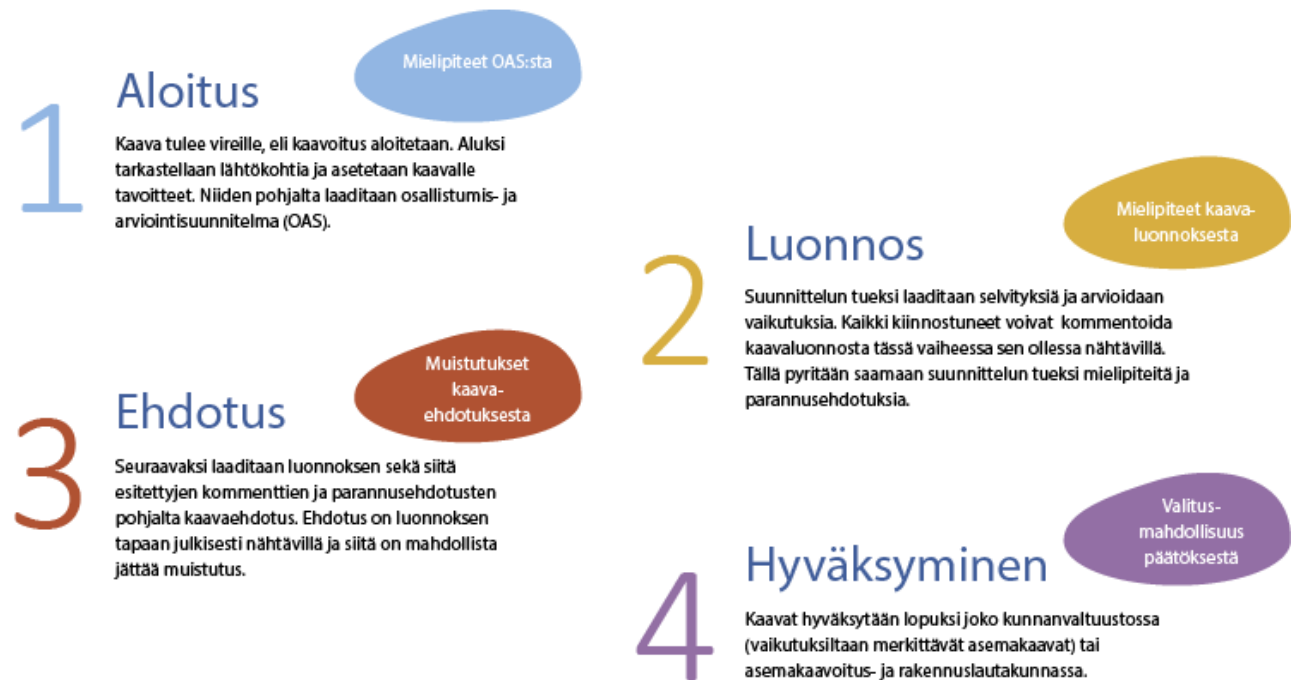 Mielipiteet OAS:sta
1
Aloitus
Kaava tulee vireille, eli kaavoitus aloitetaan. Aluksi
tarkastellaan lähtökohtia ja asetetaan kaavalle
tavoitteet. Niiden pohjalta laaditaan osallistumis- ja
arviointisuunnitelma (OAS).
Mielipiteet kaava-
luonnoksesta
2
Luonnos
Suunnittelun tueksi laaditaan selvityksiä ja arvioidaan
vaikutuksia. Kaikki kiinnostuneet voivat kommentoida
kaavaluonnosta tässä vaiheessa sen ollessa nähtävillä.
Tällä pyritään saamaan suunnittelun tueksi mielipiteitä ja
parannusehdotuksia.
Muistutukset
kaava-
ehdotuksesta
3
Ehdotus
Seuraavaksi laaditaan luonnoksen sekä siitä
esitettyjen kommenttien ja parannusehdotusten
pohjalta kaavaehdotus. Ehdotus on luonnoksen
tapaan julkisesti nähtävillä ja siitä on mahdollista
jättää muistutus.
Valitus-
mahdollisuus
päätöksestä
4
Hyväksyminen
Kaavat hyväksytään lopuksi joko kunnanvaltuustossa
(vaikutuksiltaan merkittävät asemakaavat) tai
asemakaavoitus- ja rakennuslautakunnassa.